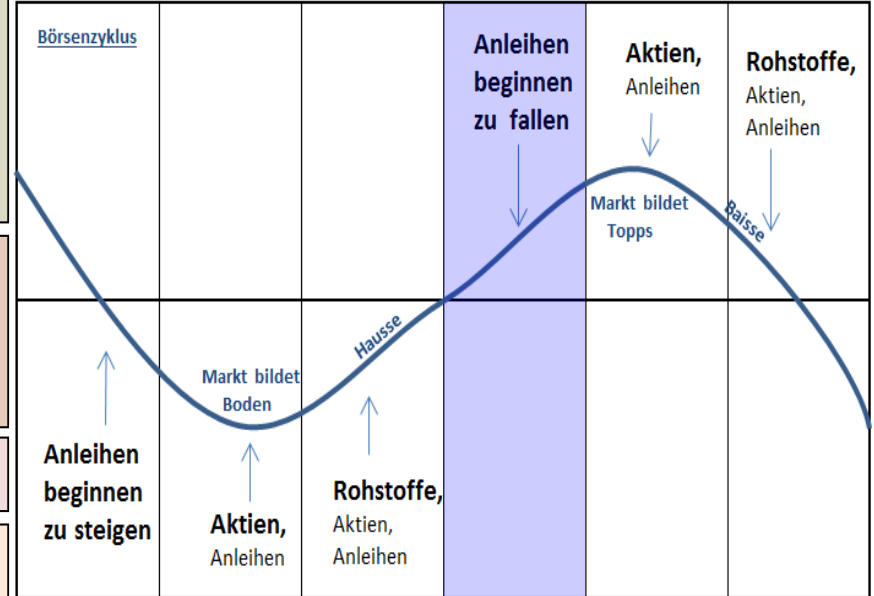 Börsenzyklus
Anleihen
beginnen
zu fallen
Aktien,
Anleihen
Rohstoffe,
Aktien,
Anleihen
Markt bildet
Topps
Baisse
Hausse
Markt bildet
Boden
Anleihen
beginnen
zu steigen
Aktien,
Anleihen
Rohstoffe,
Aktien,
Anleihen